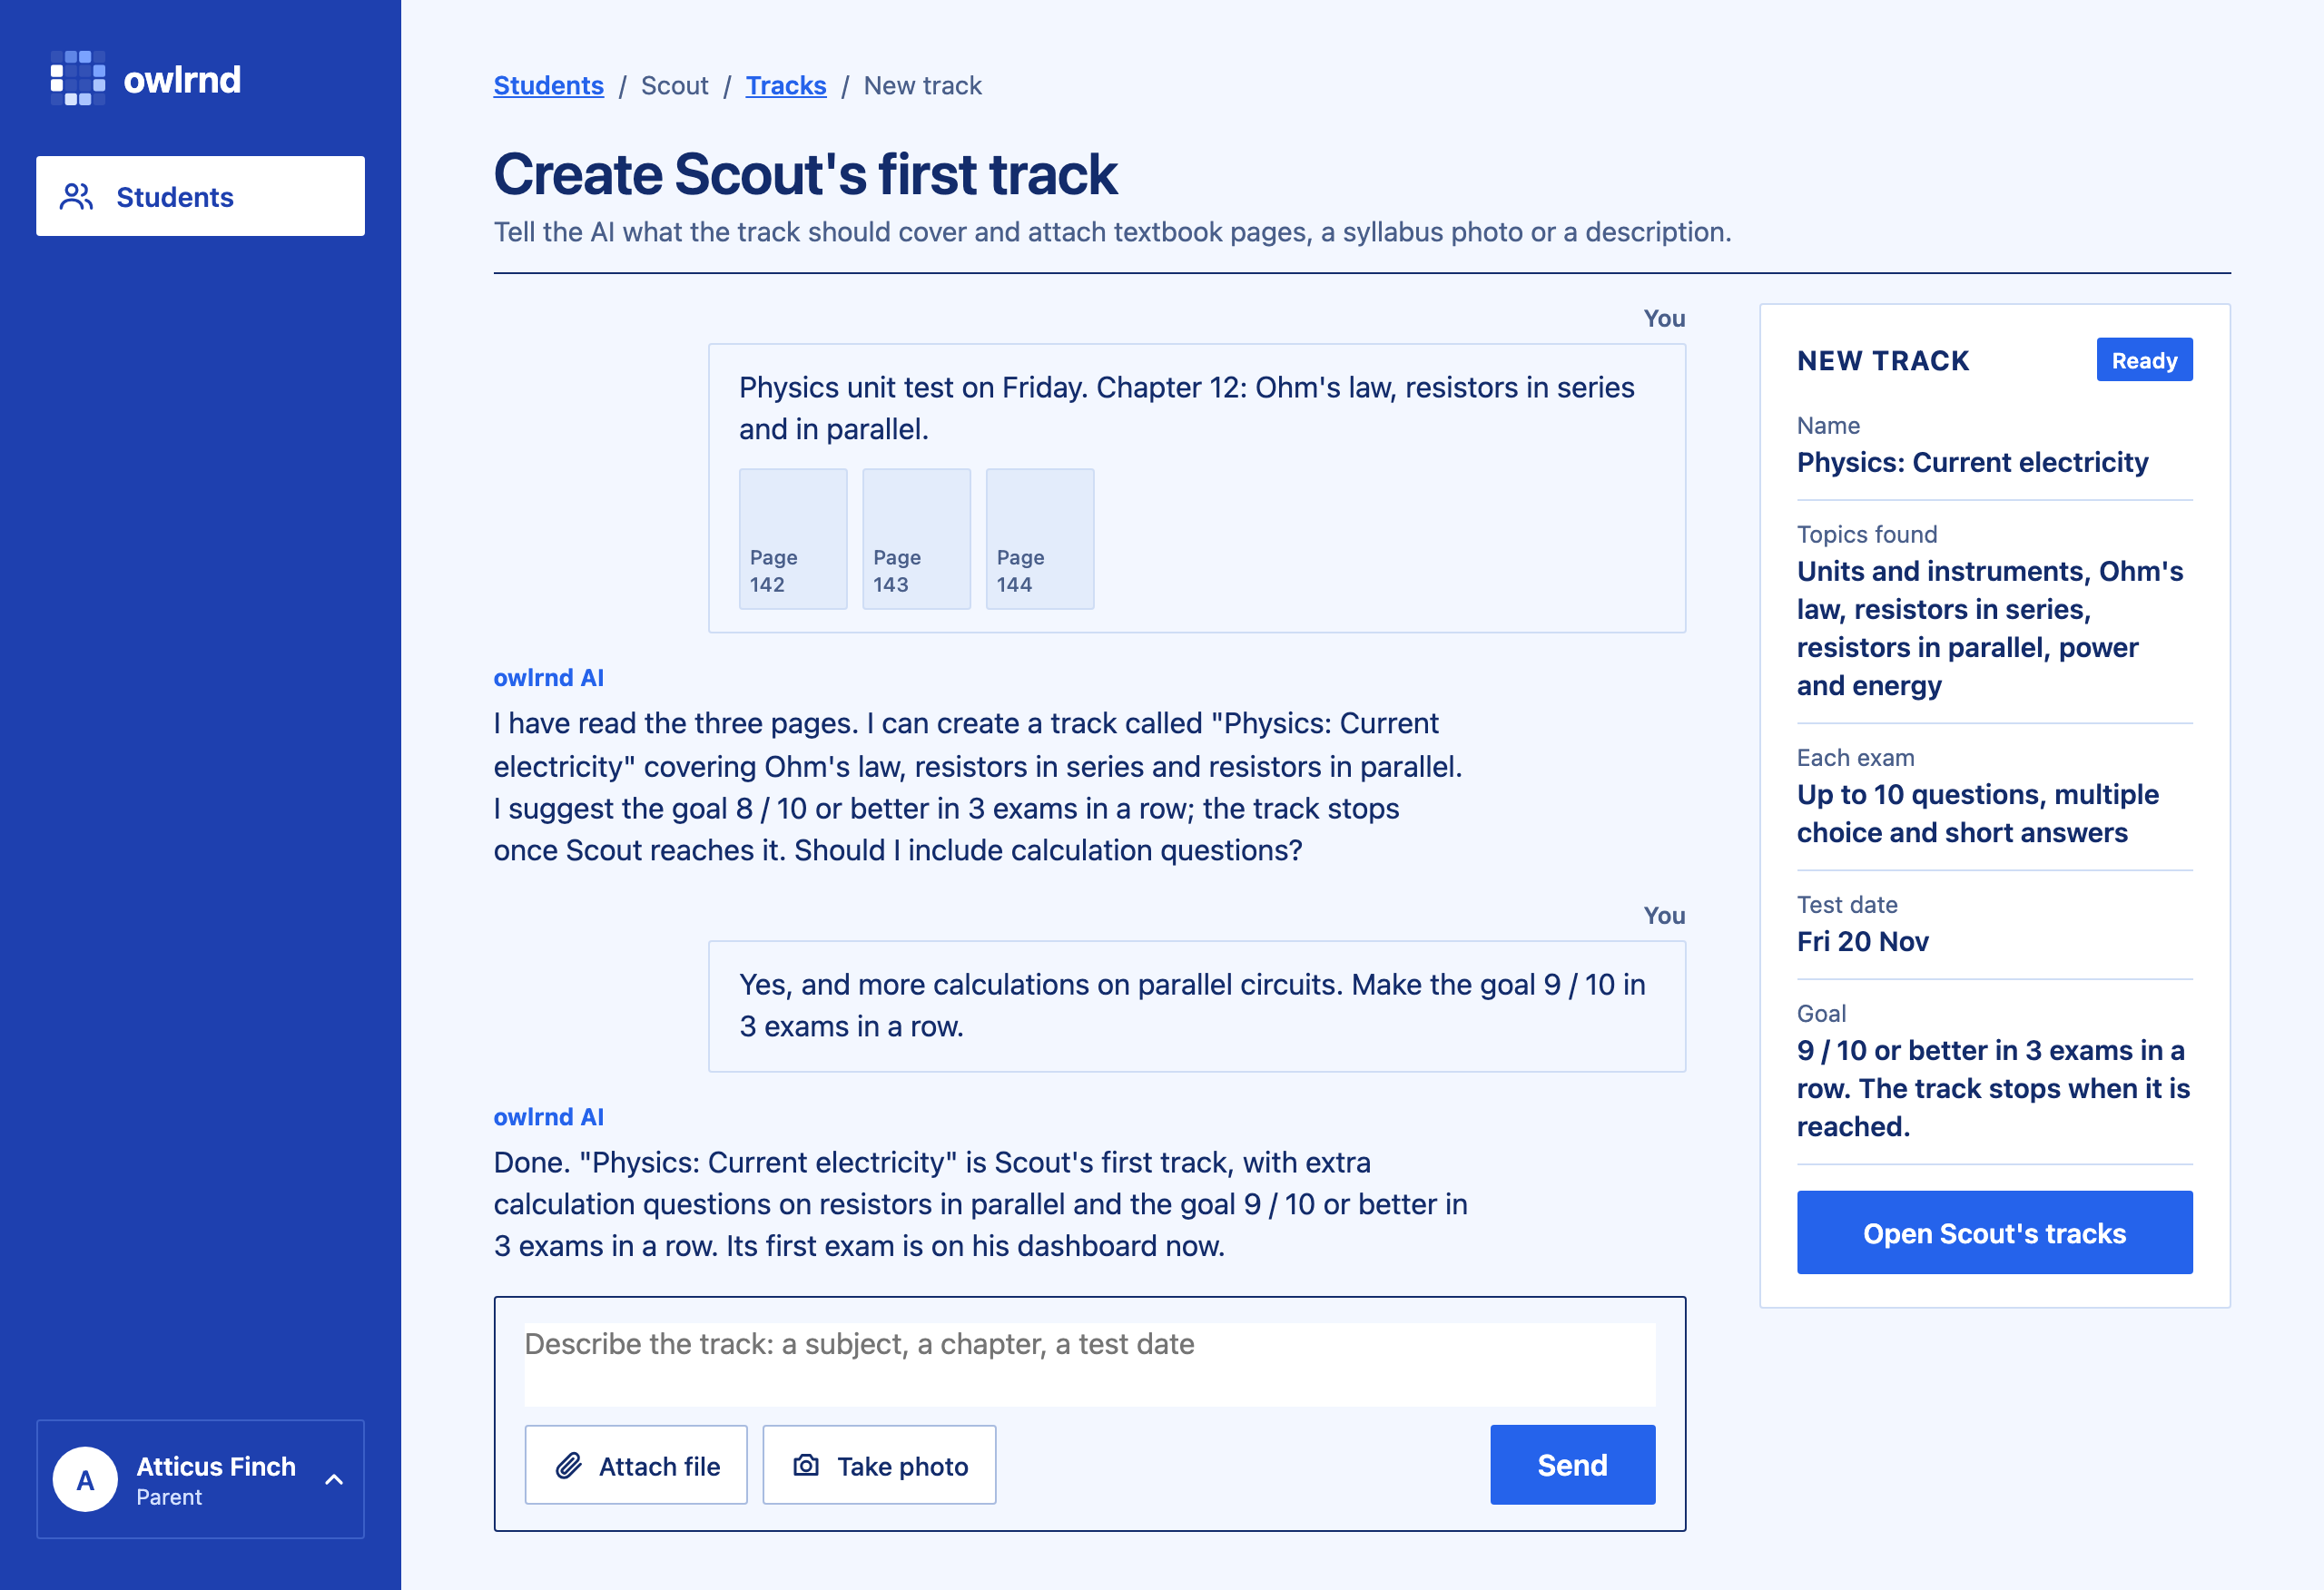 owlrnd
Students
Atticus Finch
Parent
A
Students / Scout / Tracks / New track
Create Scout's first track
Tell the AI what the track should cover and attach textbook pages, a syllabus photo or a description.
You
Physics unit test on Friday. Chapter 12: Ohm's law, resistors in series
and in parallel.
Page
142
Page
143
Page
144
owlrnd AI
I have read the three pages. I can create a track called "Physics: Current
electricity" covering Ohm's law, resistors in series and resistors in parallel.
I suggest the goal 8 / 10 or better in 3 exams in a row; the track stops
once Scout reaches it. Should I include calculation questions?
You
Yes, and more calculations on parallel circuits. Make the goal 9 / 10 in
3 exams in a row.
owlrnd AI
Done. "Physics: Current electricity" is Scout's first track, with extra
calculation questions on resistors in parallel and the goal 9 / 10 or better in
3 exams in a row. Its first exam is on his dashboard now.
Describe the track: a subject, a chapter, a test date
Attach file
Take photo
Send
NEW TRACK
Ready
Name
Physics: Current electricity
Topics found
Units and instruments, Ohm's
law, resistors in series,
resistors in parallel, power
and energy
Each exam
Up to 10 questions, multiple
choice and short answers
Test date
Fri 20 Nov
Goal
9 / 10 or better in 3 exams in a
row. The track stops when it is
reached.
Open Scout's tracks